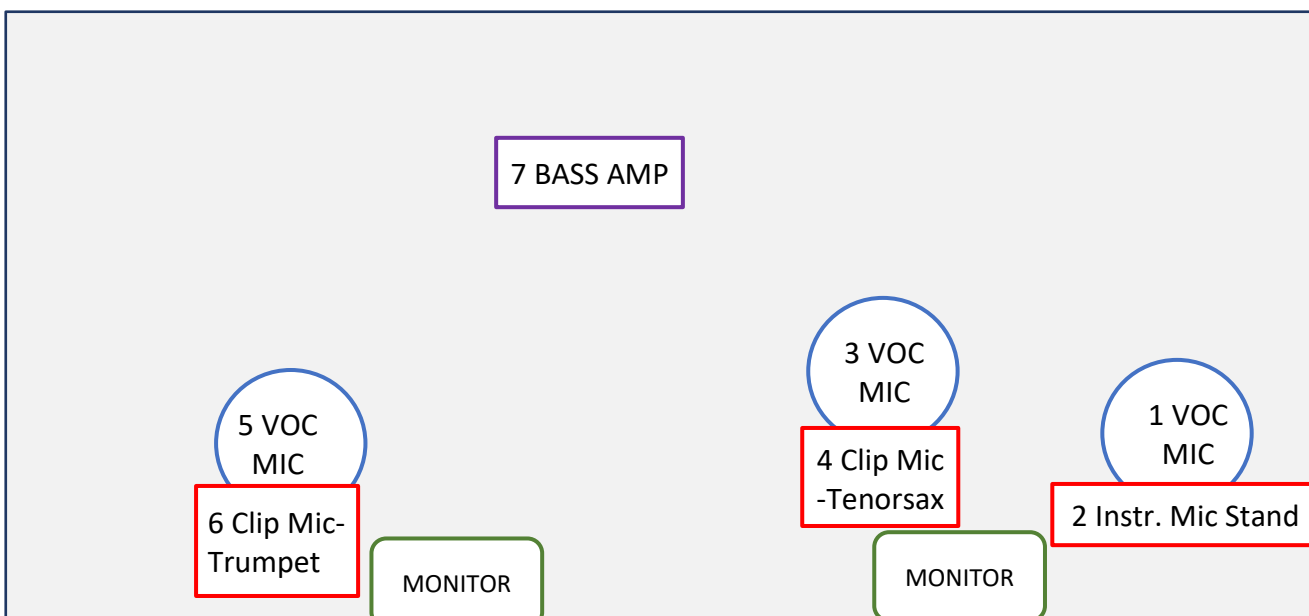 7 BASS AMP
3 VOC
MIC
1 VOC
MIC
5 VOC
MIC
4 Clip Mic
-Tenorsax
2 Instr. Mic Stand
6 Clip Mic-
Trumpet
MONITOR
MONITOR